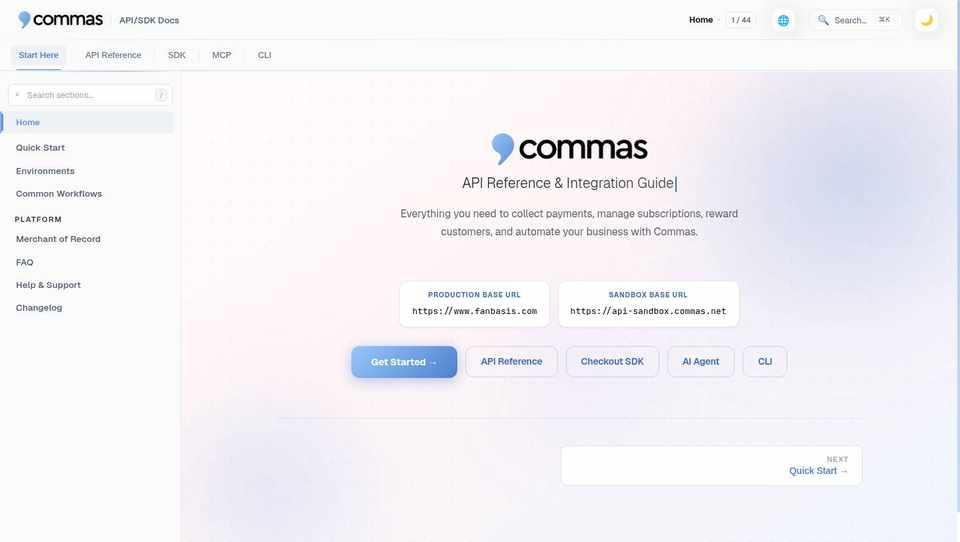 commas
API/SDK Docs
Home
1 / 44
Search...
⌘K
Start Here
API Reference
SDK
MCP
CLI
Search sections...
/
Home
Quick Start
Environments
Common Workflows
PLATFORM
Merchant of Record
FAQ
Help & Support
Changelog
commas
API Reference & Integration Guide
Everything you need to collect payments, manage subscriptions, reward
customers, and automate your business with Commas.
PRODUCTION BASE URL
https://www.fanbasis.com
SANDBOX BASE URL
https://api-sandbox.commas.net
Get Started →
API Reference
Checkout SDK
AI Agent
CLI
NEXT
Quick Start →